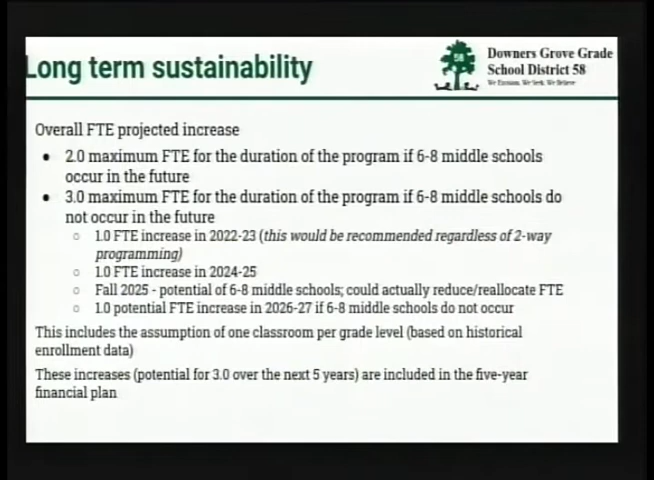 Long term sustainability
58
Downers Grove Grade
School District 58
Overall FTE projected increase
• 2.0 maximum FTE for the duration of the program if 6-8 middle schools
occur in the future
• 3.0 maximum FTE for the duration of the program if 6-8 middle schools do
not occur in the future
○ 1.0 FTE increase in 2022-23 (this would be recommended regardless of 2-way
programming)
○ 1.0 FTE increase in 2024-25
○ Fall 2025 - potential of 6-8 middle schools; could actually reduce/reallocate FTE
○ 1.0 potential FTE increase in 2026-27 if 6-8 middle schools do not occur
This includes the assumption of one classroom per grade level (based on historical
enrollment data)
These increases (potential for 3.0 over the next 5 years) are included in the five-year
financial plan